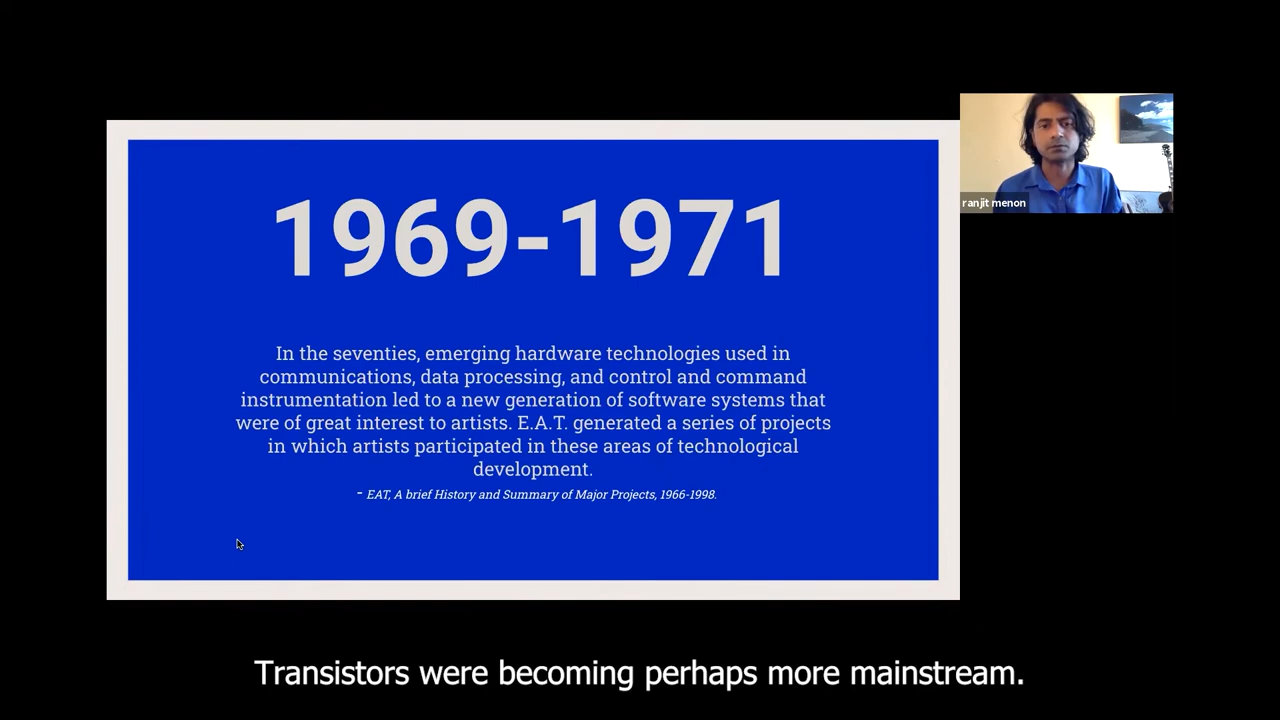 1969-1971
In the seventies, emerging hardware technologies used in
communications, data processing, and control and command
instrumentation led to a new generation of software systems that
were of great interest to artists. E.A.T. generated a series of projects
in which artists participated in these areas of technological
development.
- EAT, A brief History and Summary of Major Projects, 1966-1998.
ranjit menon
Transistors were becoming perhaps more mainstream.